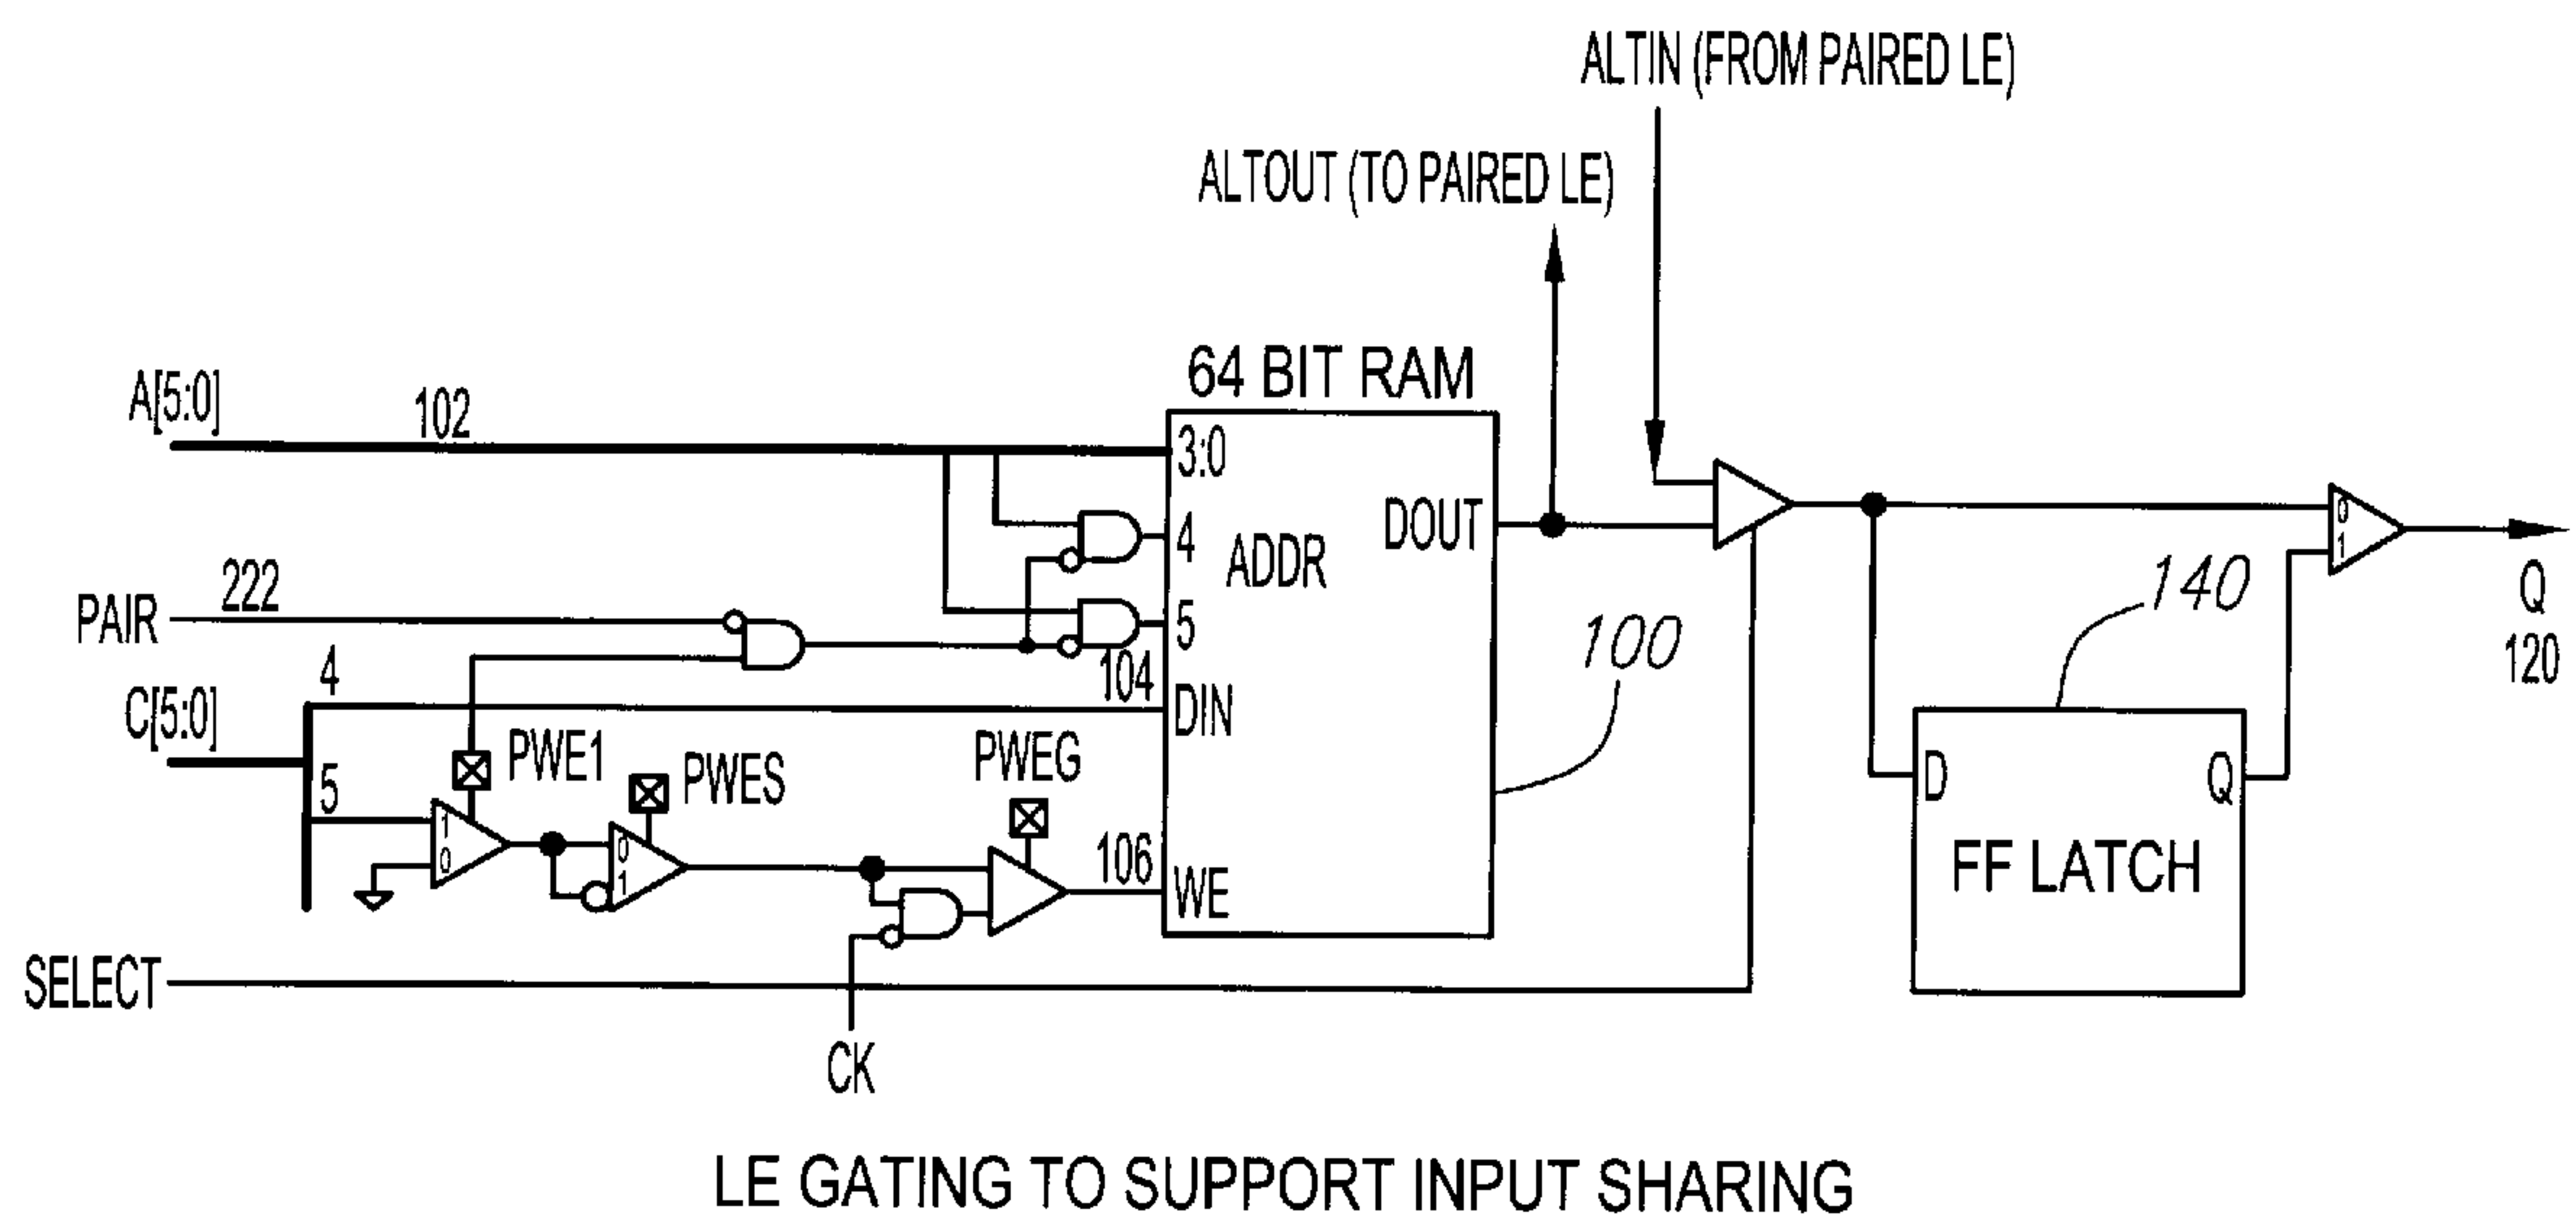 ALTIN (FROM PAIRED LE)
ALTOUT (TO PAIRED LE)
64 BIT RAM
A[5:0]
102
3:0
4
5
ADDR
DOUT
0
1
Q
120
PAIR
222
104
100
140
C[5:0]
4
5
DIN
PWE1
PWES
PWEG
1
0
0
1
106
WE
D
Q
FF LATCH
SELECT
CK
LE GATING TO SUPPORT INPUT SHARING